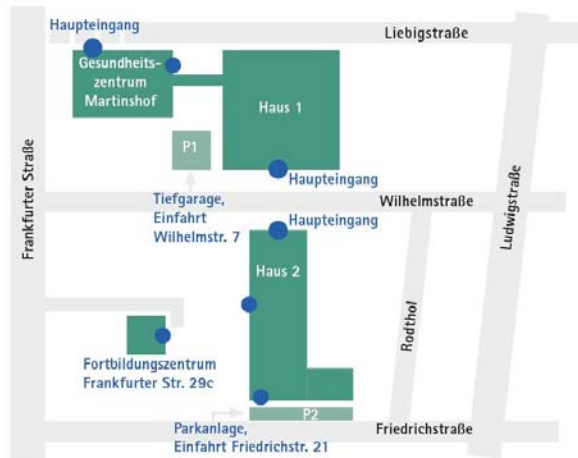 Haupteingang
Liebigstraße
Gesundheits-
zentrum
Martinshof
Haus 1
P1
Frankfurter Straße
Haupteingang
Tiefgarage,
Einfahrt
Wilhelmstr. 7
Wilhelmstraße
Haupteingang
Ludwigstraße
Haus 2
Rodthol
Fortbildungszentrum
Frankfurter Str. 29c
P2
Parkanlage,
Einfahrt Friedrichstr. 21
Friedrichstraße